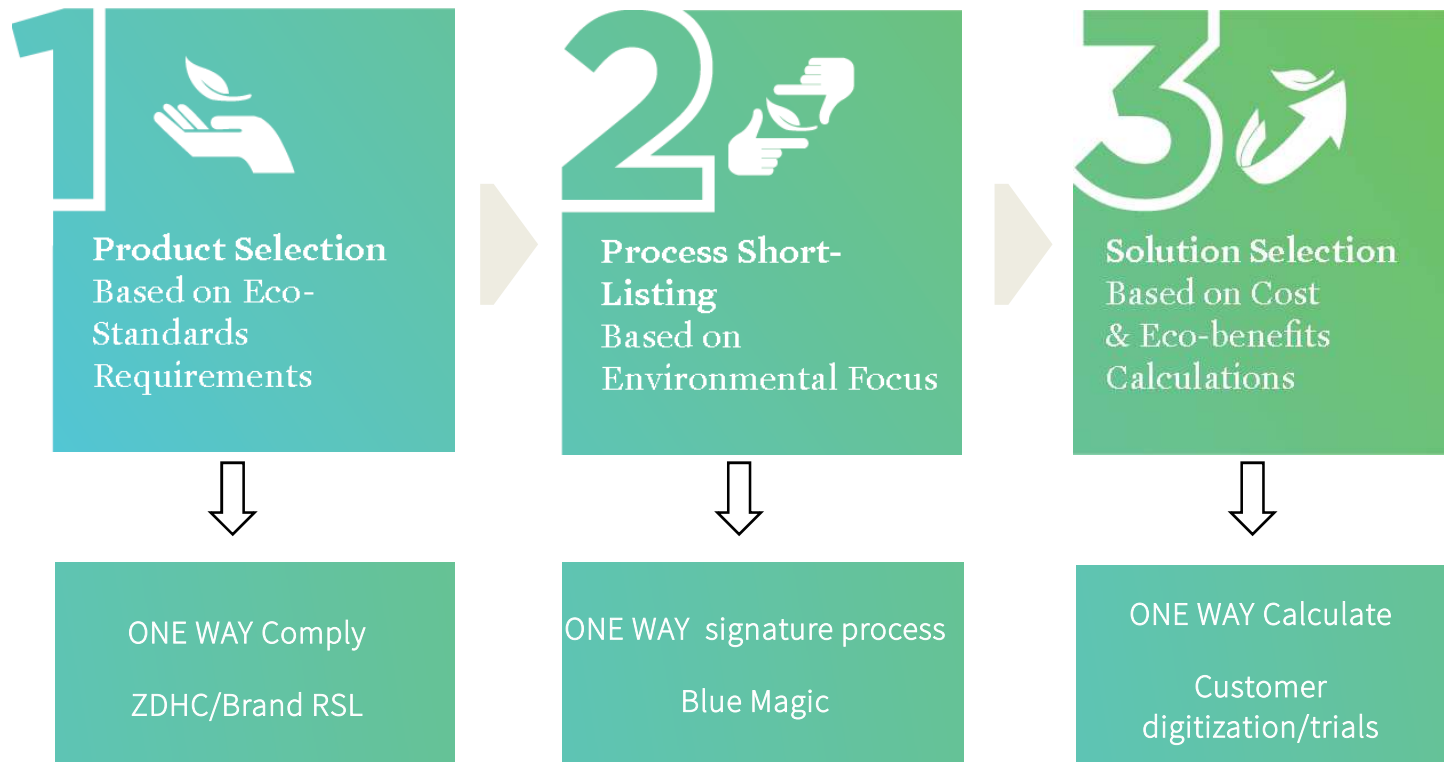 1
Product Selection
Based on Eco-
Standards
Requirements
2
Process Short-
Listing
Based on
Environmental Focus
3
Solution Selection
Based on Cost
& Eco-benefits
Calculations
ONE WAY Comply
ZDHC/Brand RSL
ONE WAY signature process
Blue Magic
ONE WAY Calculate
Customer
digitization/trials